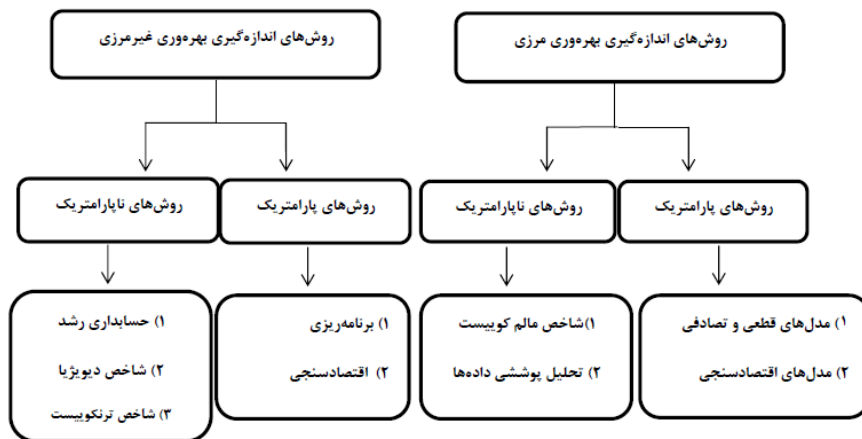 روش‌های اندازه‌گیری بهره‌وری مرزی
روش‌های اندازه‌گیری بهره‌وری غیرمرزی
روش‌های پارامتریک
روش‌های ناپارامتریک
روش‌های پارامتریک
روش‌های ناپارامتریک
۱) مدل‌های قطعی و تصادفی
۲) مدل‌های اقتصادسنجی
۱) شاخص مالم کوییست
۲) تحلیل پوششی داده‌ها
۱) برنامه‌ریزی
۲) اقتصادسنجی
۱) حسابداری رشد
۲) شاخص دیویژیا
۳) شاخص ترنکوییست